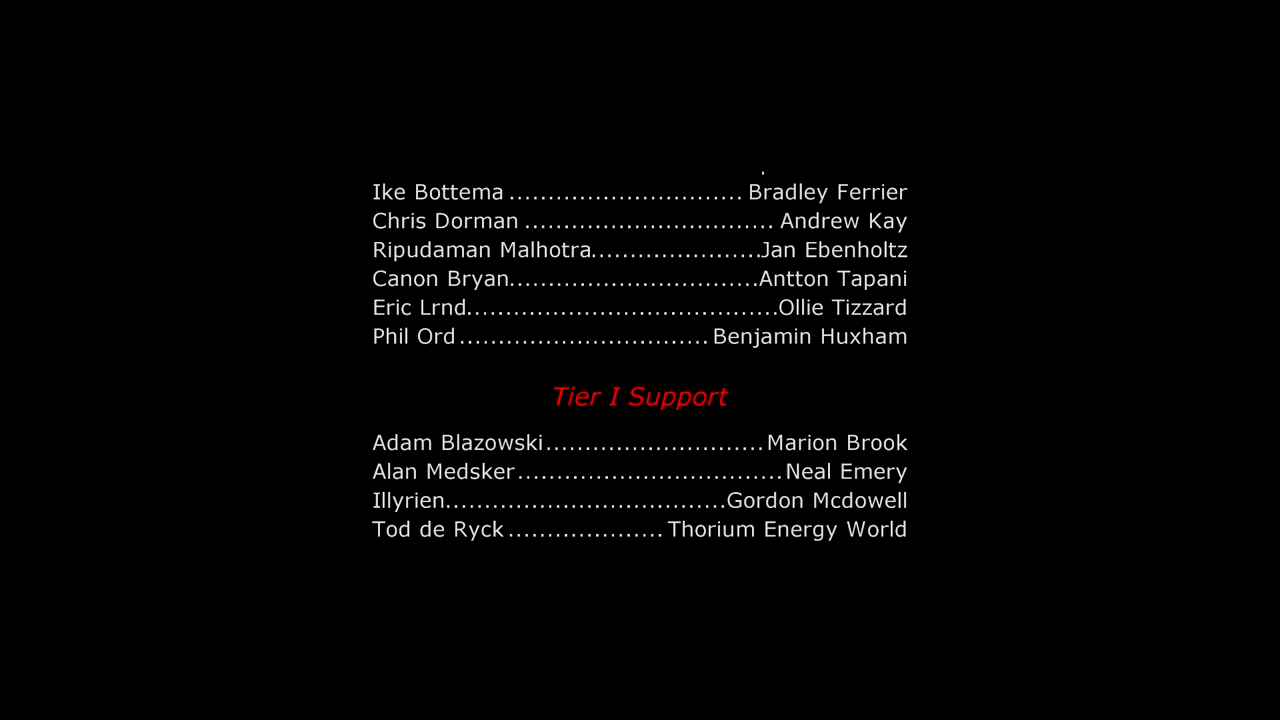 Ike Bottema .............................. Bradley Ferrier
Chris Dorman ................................ Andrew Kay
Ripudaman Malhotra......................Jan Ebenholtz
Canon Bryan................................Antton Tapani
Eric Lrnd........................................Ollie Tizzard
Phil Ord ................................ Benjamin Huxham
Tier I Support
Adam Blazowski............................Marion Brook
Alan Medsker..................................Neal Emery
Illyrien....................................Gordon Mcdowell
Tod de Ryck .................... Thorium Energy World